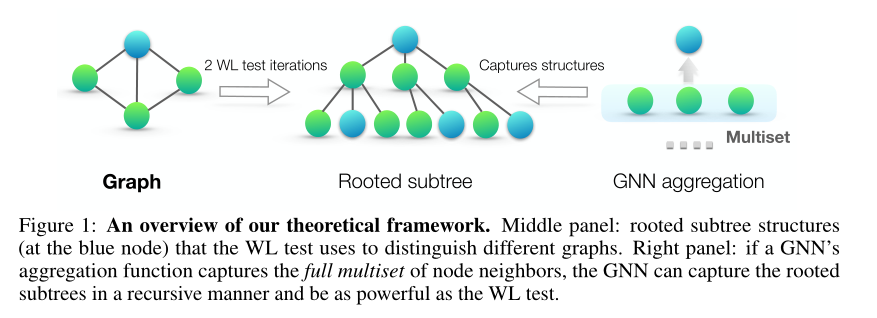 2 WL test iterations
Captures structures
Multiset
Graph
Rooted subtree
GNN aggregation
Figure 1: An overview of our theoretical framework. Middle panel: rooted subtree structures
(at the blue node) that the WL test uses to distinguish different graphs. Right panel: if a GNN's
aggregation function captures the full multiset of node neighbors, the GNN can capture the rooted
subtrees in a recursive manner and be as powerful as the WL test.